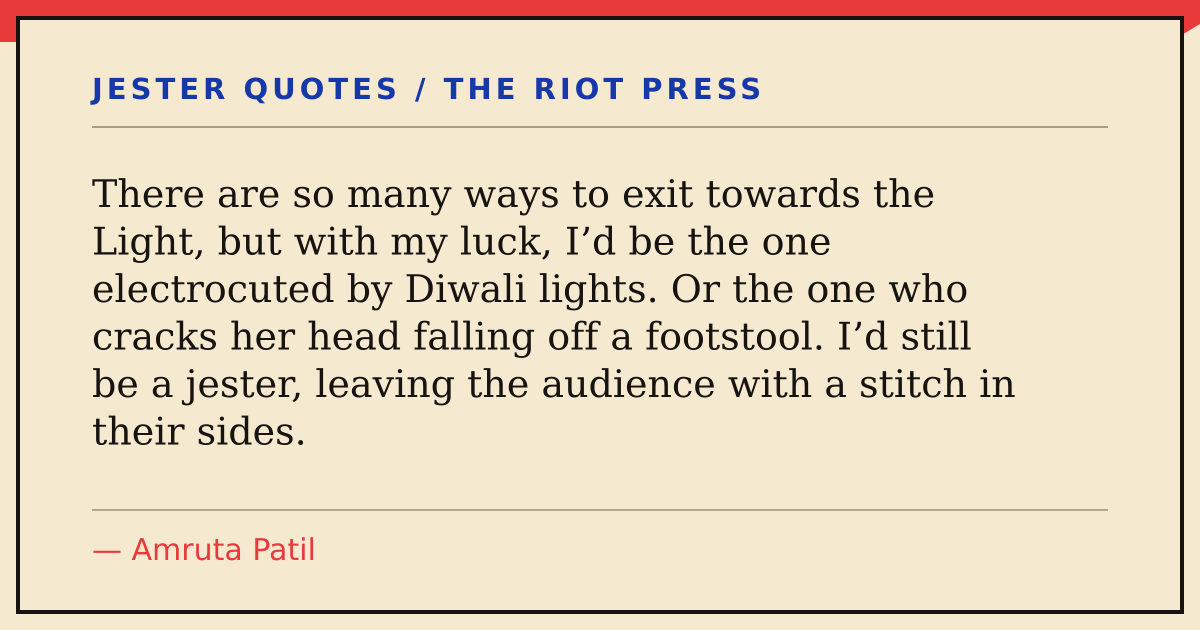 JESTER QUOTES / THE RIOT PRESS
There are so many ways to exit towards the
Light, but with my luck, I’d be the one
electrocuted by Diwali lights. Or the one who
cracks her head falling off a footstool. I’d still
be a jester, leaving the audience with a stitch in
their sides.
— Amruta Patil